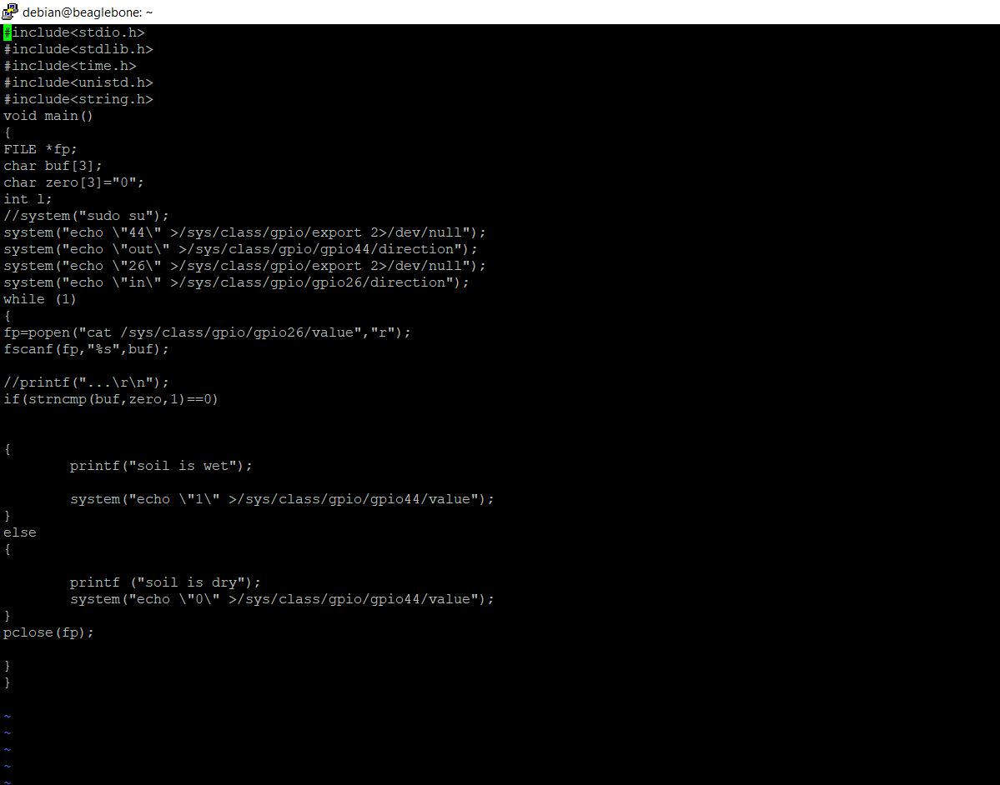 debian@beaglebone: ~
#include<stdio.h>
#include<stdlib.h>
#include<time.h>
#include<unistd.h>
#include<string.h>
void main()
{
FILE *fp;
char buf[3];
char zero[3]="0";
int l;
//system("sudo su");
system("echo \"44\" >/sys/class/gpio/export 2>/dev/null");
system("echo \"out\" >/sys/class/gpio/gpio44/direction");
system("echo \"26\" >/sys/class/gpio/export 2>/dev/null");
system("echo \"in\" >/sys/class/gpio/gpio26/direction");
while (1)
{
fp=popen("cat /sys/class/gpio/gpio26/value","r");
fscanf(fp,"%s",buf);
//printf("...\r\n");
if(strncmp(buf,zero,1)==0)
{
        printf("soil is wet");
        system("echo \"1\" >/sys/class/gpio/gpio44/value");
}
else
{
        printf ("soil is dry");
        system("echo \"0\" >/sys/class/gpio/gpio44/value");
}
pclose(fp);
}
}
~
~
~
~
~